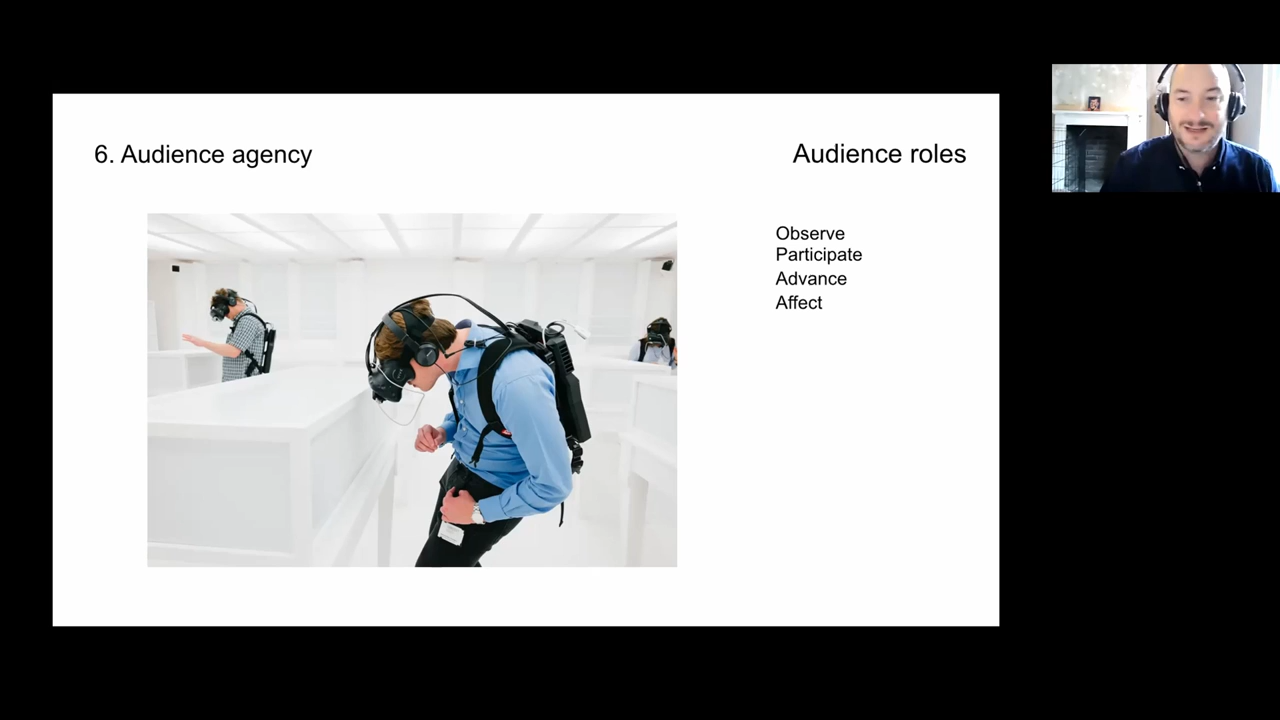 6. Audience agency
Audience roles
Observe
Participate
Advance
Affect